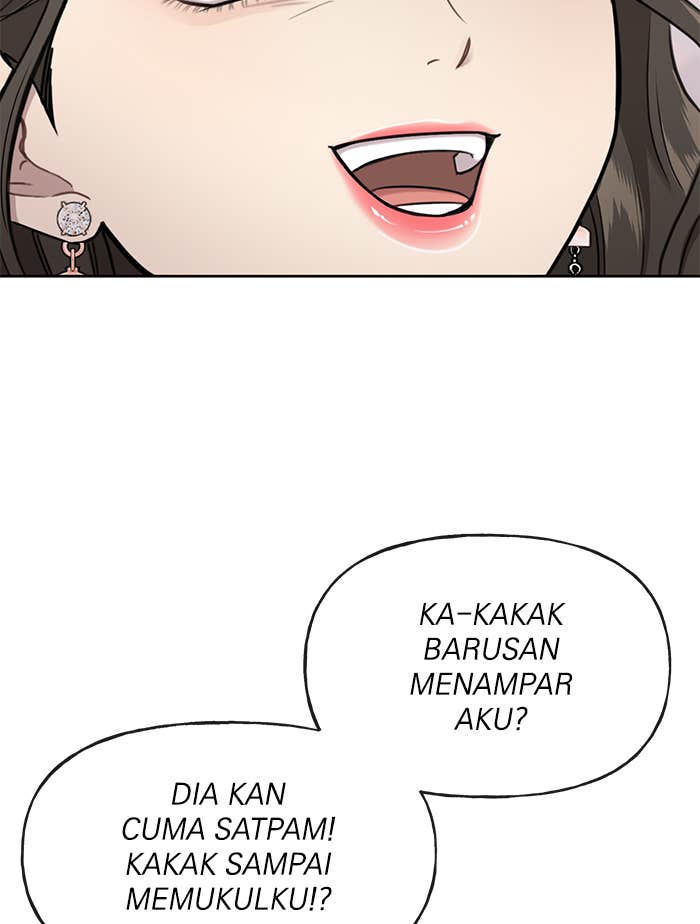 KA-KAKAK
BARUSAN
MENAMPAR
AKU?
DIA KAN
CUMA SATPAM!
KAKAK SAMPAI
MEMUKULKU!?